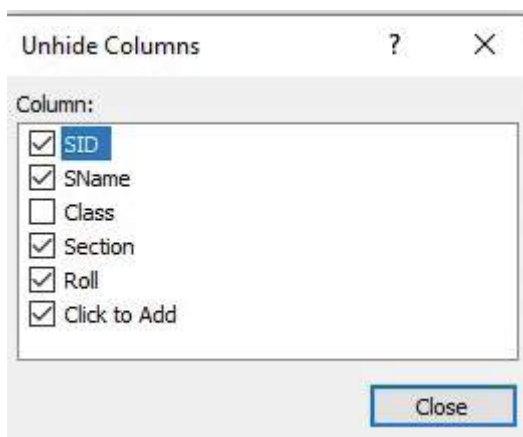 Unhide Columns ? X
Column:
SID
SName
Class
Section
Roll
Click to Add
Close